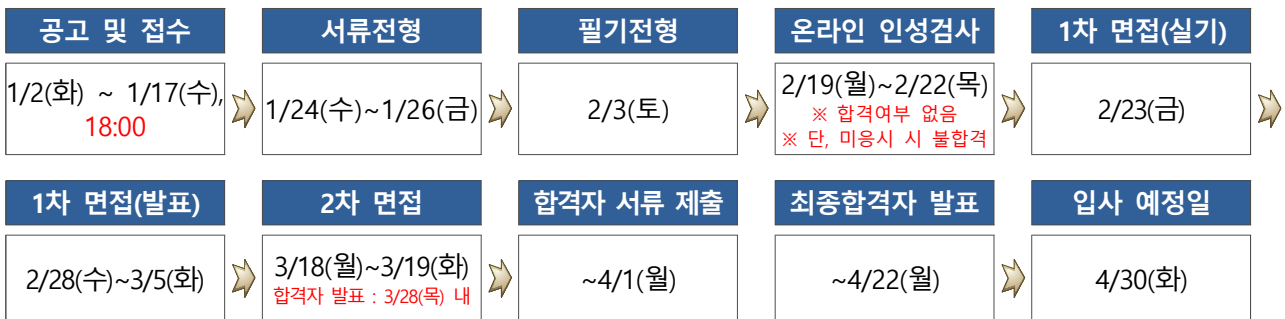 공고 및 접수
1/2(화) ~ 1/17(수),
18:00
서류전형
1/24(수)~1/26(금)
필기전형
2/3(토)
온라인 인성검사
2/19(월)~2/22(목)
※ 합격여부 없음
※ 단, 미응시 시 불합격
1차 면접(실기)
2/23(금)
1차 면접(발표)
2/28(수)~3/5(화)
2차 면접
3/18(월)~3/19(화)
합격자 발표 : 3/28(목) 내
합격자 서류 제출
~4/1(월)
최종합격자 발표
~4/22(월)
입사 예정일
4/30(화)